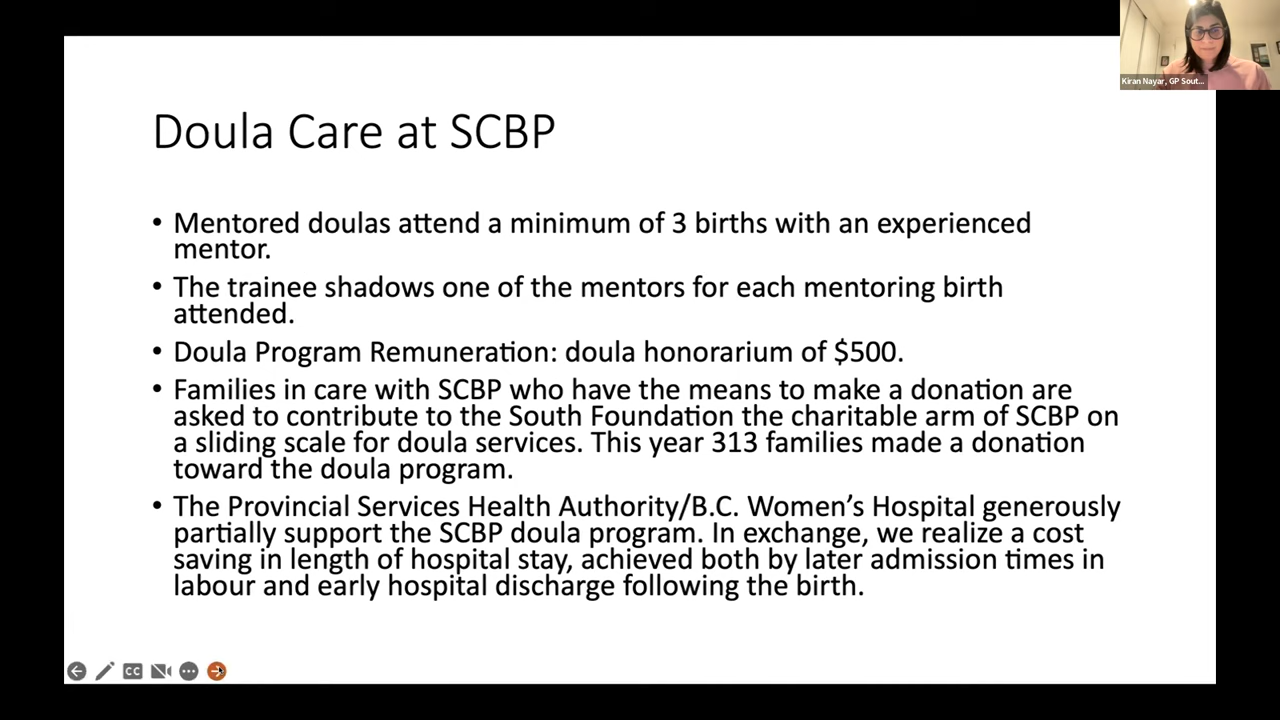 Kiran Nayar, GP Sout...
Doula Care at SCBP
• Mentored doulas attend a minimum of 3 births with an experienced
mentor.
• The trainee shadows one of the mentors for each mentoring birth
attended.
• Doula Program Remuneration: doula honorarium of $500.
• Families in care with SCBP who have the means to make a donation are
asked to contribute to the South Foundation the charitable arm of SCBP on
a sliding scale for doula services. This year 313 families made a donation
toward the doula program.
• The Provincial Services Health Authority/B.C. Women’s Hospital generously
partially support the SCBP doula program. In exchange, we realize a cost
saving in length of hospital stay, achieved both by later admission times in
labour and early hospital discharge following the birth.
CC